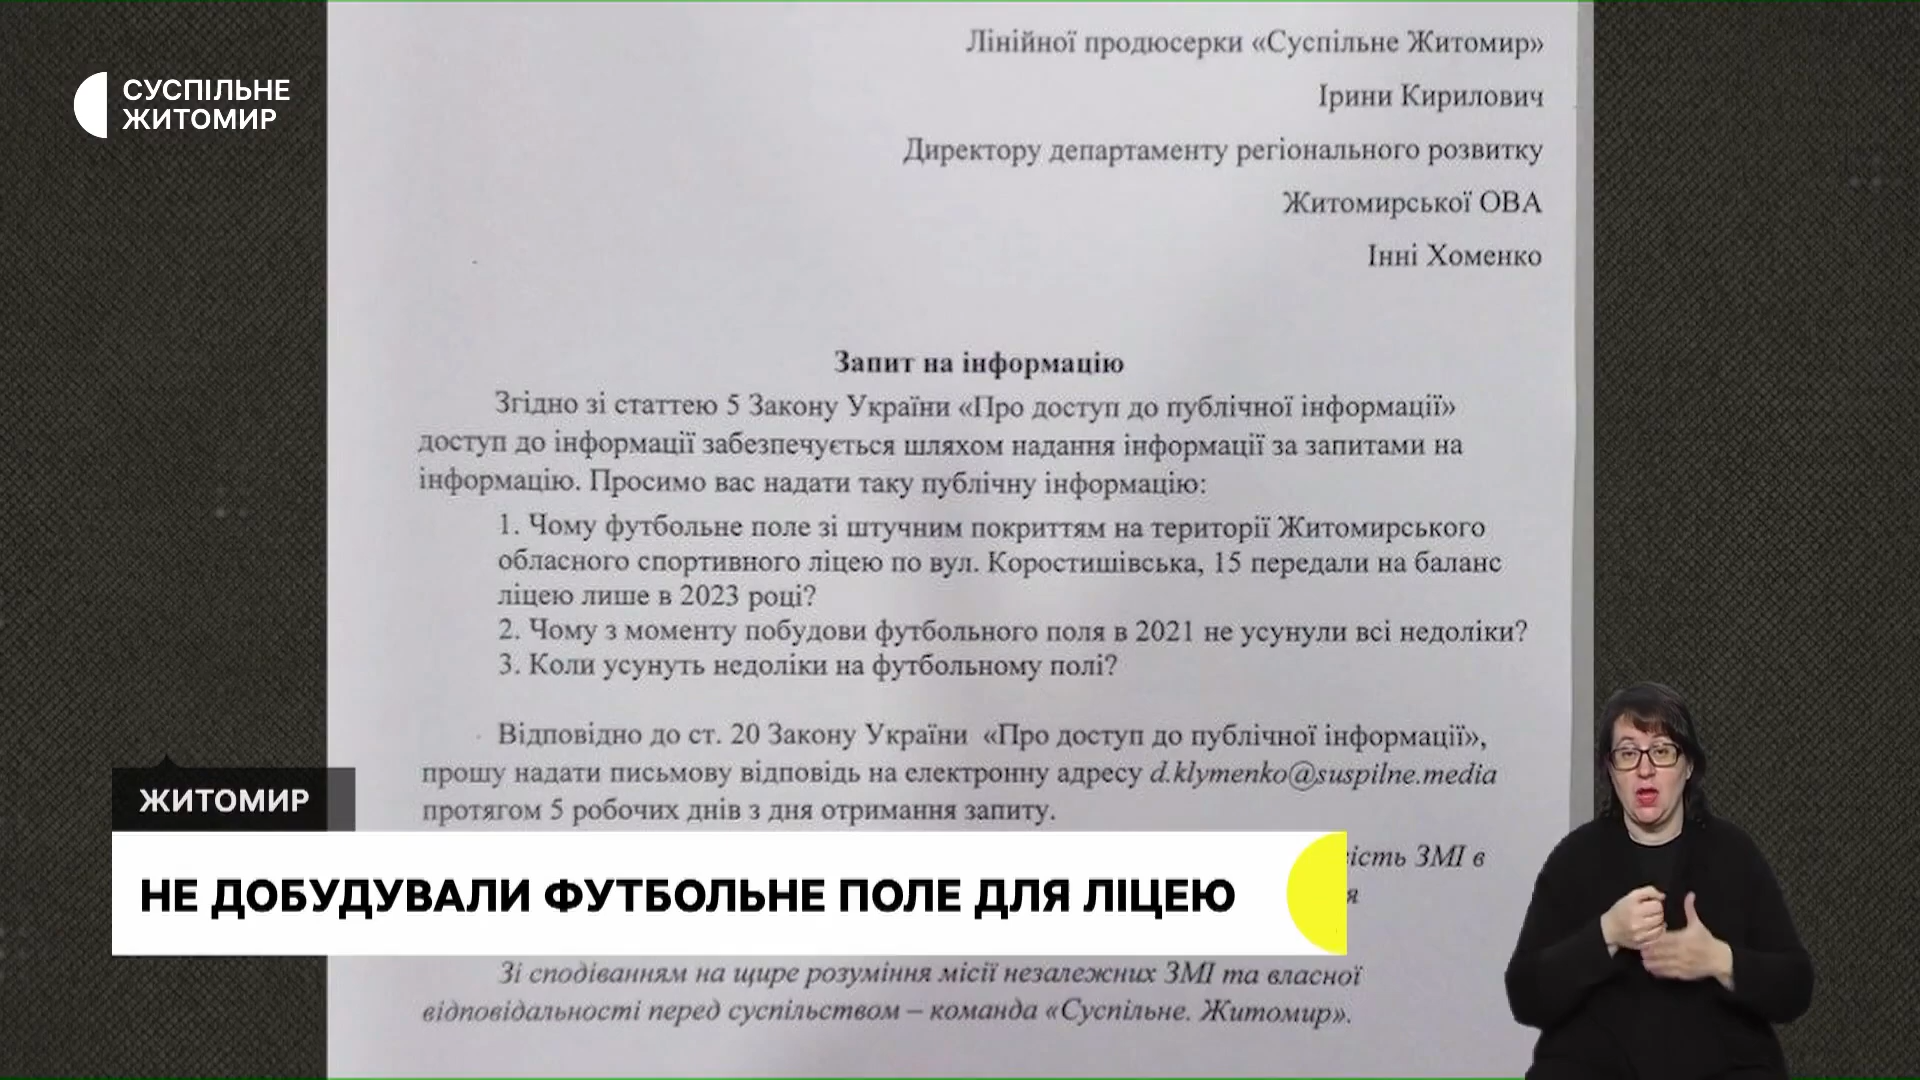 СУСПІЛЬНЕ
ЖИТОМИР
Лінійної продюсерки «Суспільне Житомир»
Ірини Кирилович
Директору департаменту регіонального розвитку
Житомирської ОВА
Інні Хоменко
Запит на інформацію
Згідно зі статтею 5 Закону України «Про доступ до публічної інформації»
доступ до інформації забезпечується шляхом надання інформації за запитами на
інформацію. Просимо вас надати таку публічну інформацію:
1. Чому футбольне поле зі штучним покриттям на території Житомирського
обласного спортивного ліцею по вул. Коростишівська, 15 передали на баланс
ліцею лише в 2023 році?
2. Чому з моменту побудови футбольного поля в 2021 не усунули всі недоліки?
3. Коли усунуть недоліки на футбольному полі?
Відповідно до ст. 20 Закону України «Про доступ до публічної інформації»,
прошу надати письмову відповідь на електронну адресу d.klymenko@suspilne.media
протягом 5 робочих днів з дня отримання запиту.
ЗМІ в
ЖИТОМИР
НЕ ДОБУДУВАЛИ ФУТБОЛЬНЕ ПОЛЕ ДЛЯ ЛІЦЕЮ
Зі сподіванням на щире розуміння місії незалежних ЗМІ та власної
відповідальності перед суспільством – команда «Суспільне. Житомир».